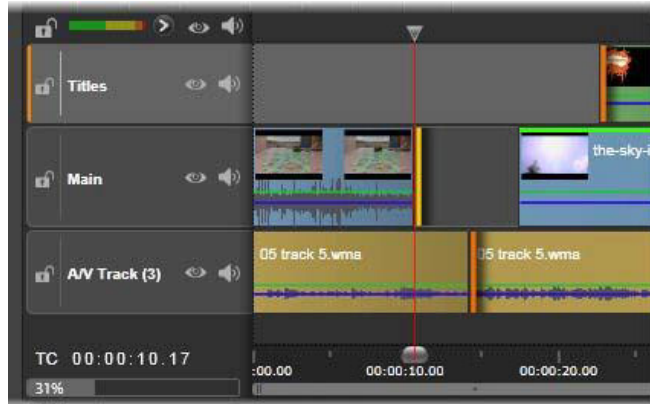 Titles
the-sky-i
Main
05 track 5.wma 05 track 5.wma
A/V Track (3)
TC 00:00:10.17
:00.00 00:00:10.00 00:00:20.00
31%